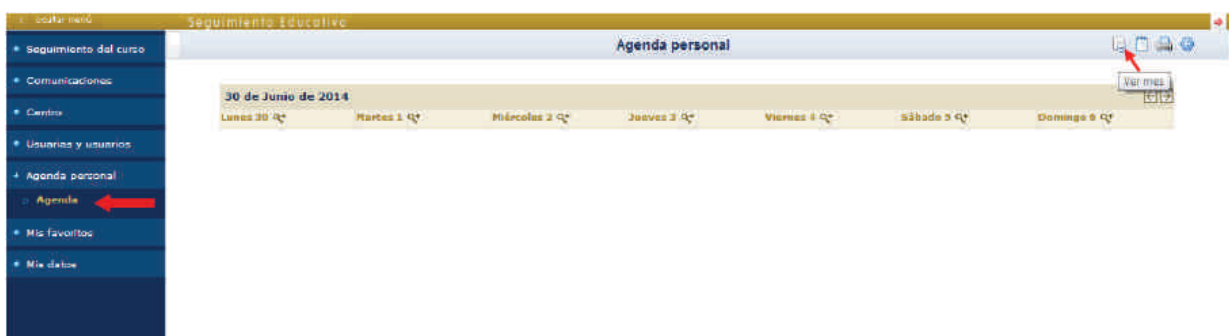 ocultar menú
Seguimiento Educativo
Seguimiento del curso
Comunicaciones
Centro
Usuarias y usuarios
Agenda personal
Agenda
Mis favoritos
Mis datos
Agenda personal
Ver mes
30 de Junio de 2014
Lunes 30 Martes 1 Miércoles 2 Jueves 3 Viernes 4 Sábado 5 Domingo 6